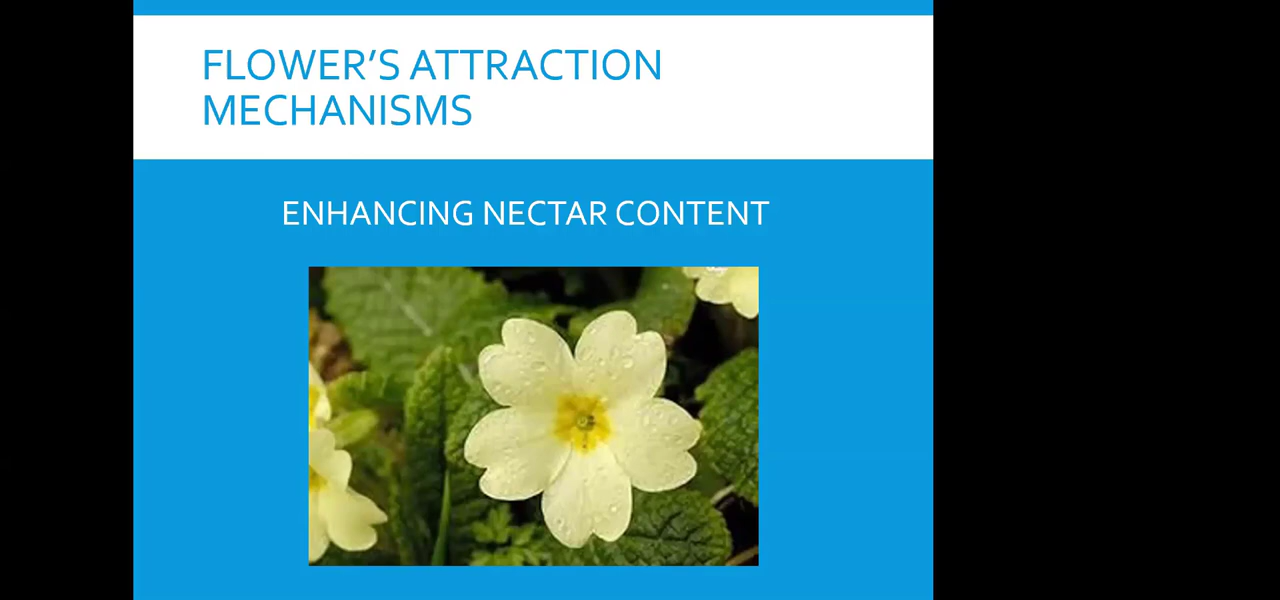 FLOWER’S ATTRACTION
MECHANISMS
ENHANCING NECTAR CONTENT